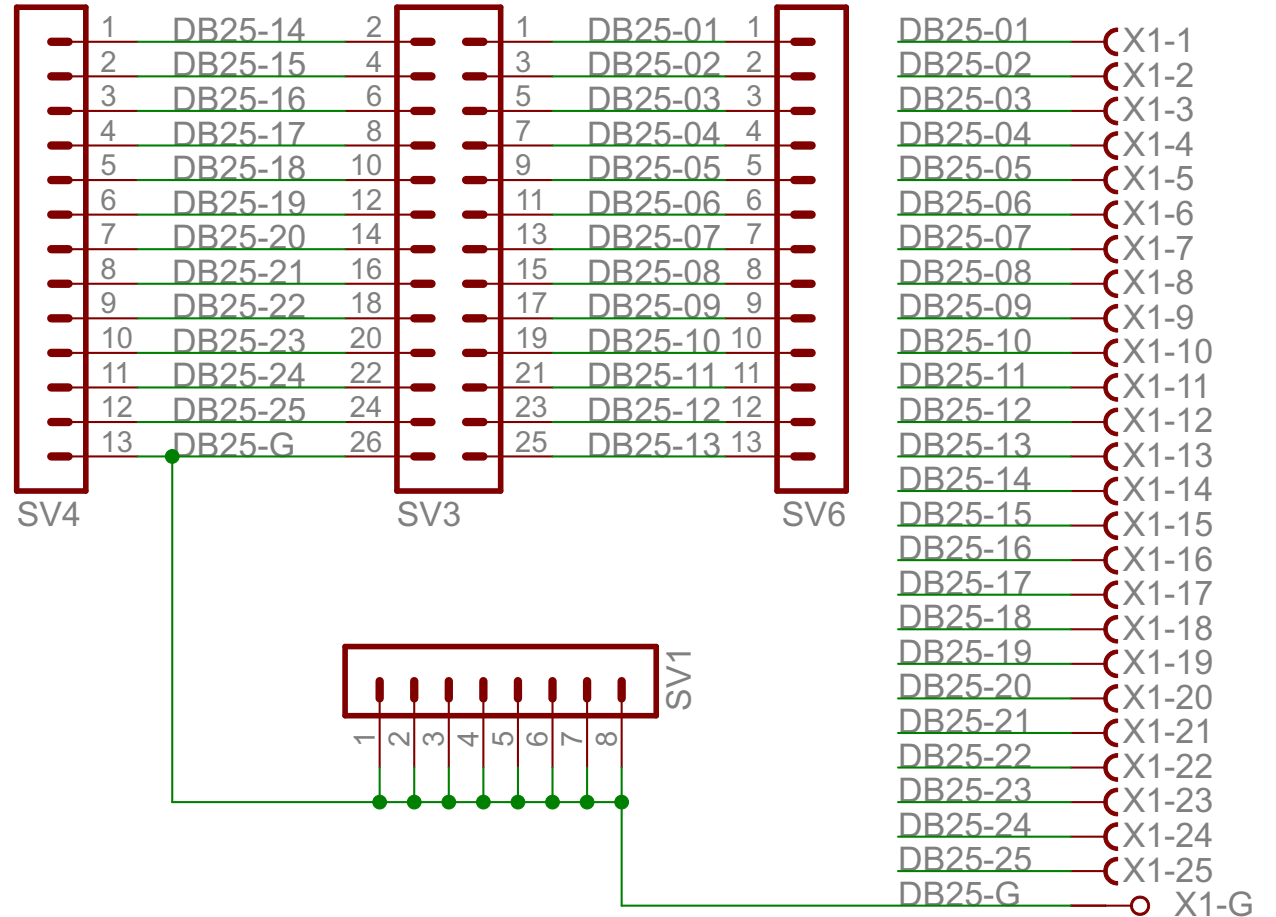 1 DB25-14 2 1 DB25-01 1 DB25-01 X1-1
2 DB25-15 4 3 DB25-02 2 DB25-02 X1-2
3 DB25-16 6 5 DB25-03 3 DB25-03 X1-3
4 DB25-17 8 7 DB25-04 4 DB25-04 X1-4
5 DB25-18 10 9 DB25-05 5 DB25-05 X1-5
6 DB25-19 12 11 DB25-06 6 DB25-06 X1-6
7 DB25-20 14 13 DB25-07 7 DB25-07 X1-7
8 DB25-21 16 15 DB25-08 8 DB25-08 X1-8
9 DB25-22 18 17 DB25-09 9 DB25-09 X1-9
10 DB25-23 20 19 DB25-10 10 DB25-10 X1-10
11 DB25-24 22 21 DB25-11 11 DB25-11 X1-11
12 DB25-25 24 23 DB25-12 12 DB25-12 X1-12
13 DB25-G 26 25 DB25-13 13 DB25-13 X1-13
DB25-14 X1-14
SV4 SV3 SV6
DB25-15 X1-15
DB25-16 X1-16
DB25-17 X1-17
DB25-18 X1-18
DB25-19 X1-19
SV1
DB25-20 X1-20
DB25-21 X1-21
1 2 3 4 5 6 7 8
DB25-22 X1-22
DB25-23 X1-23
DB25-24 X1-24
DB25-25 X1-25
DB25-G X1-G